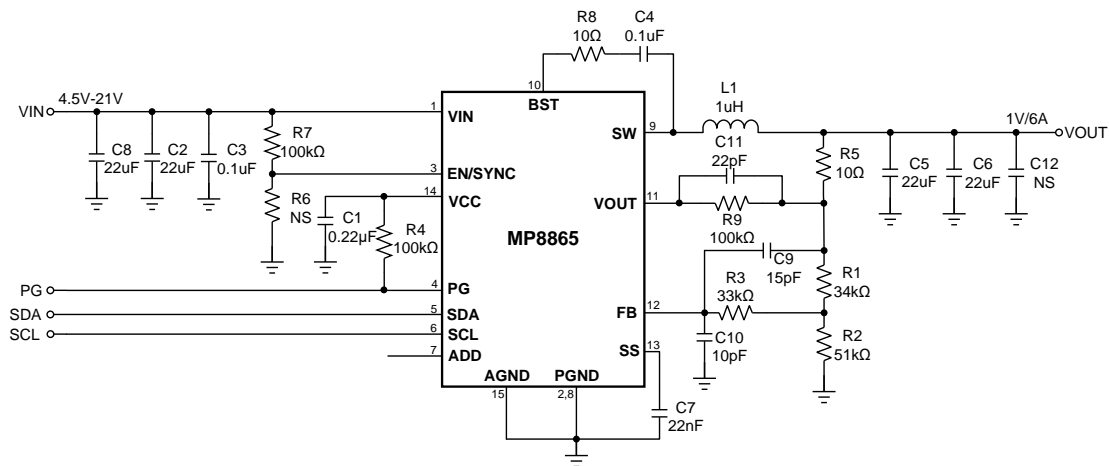 R8
10Ω
C4
0.1uF
10
BST
VIN
4.5V-21V
1
VIN
L1
1uH
SW
9
1V/6A
VOUT
C8
22uF
C2
22uF
C3
0.1uF
R7
100kΩ
3
EN/SYNC
C11
22pF
R5
10Ω
C5
22uF
C6
22uF
C12
NS
R6
NS
14
VCC
C1
0.22µF
R4
100kΩ
VOUT
11
R9
100kΩ
MP8865
C9
15pF
R1
34kΩ
R3
33kΩ
PG
4
PG
FB
12
SDA
5
SDA
SCL
6
SCL
C10
10pF
R2
51kΩ
7
ADD
SS
13
AGND
PGND
15
2,8
C7
22nF